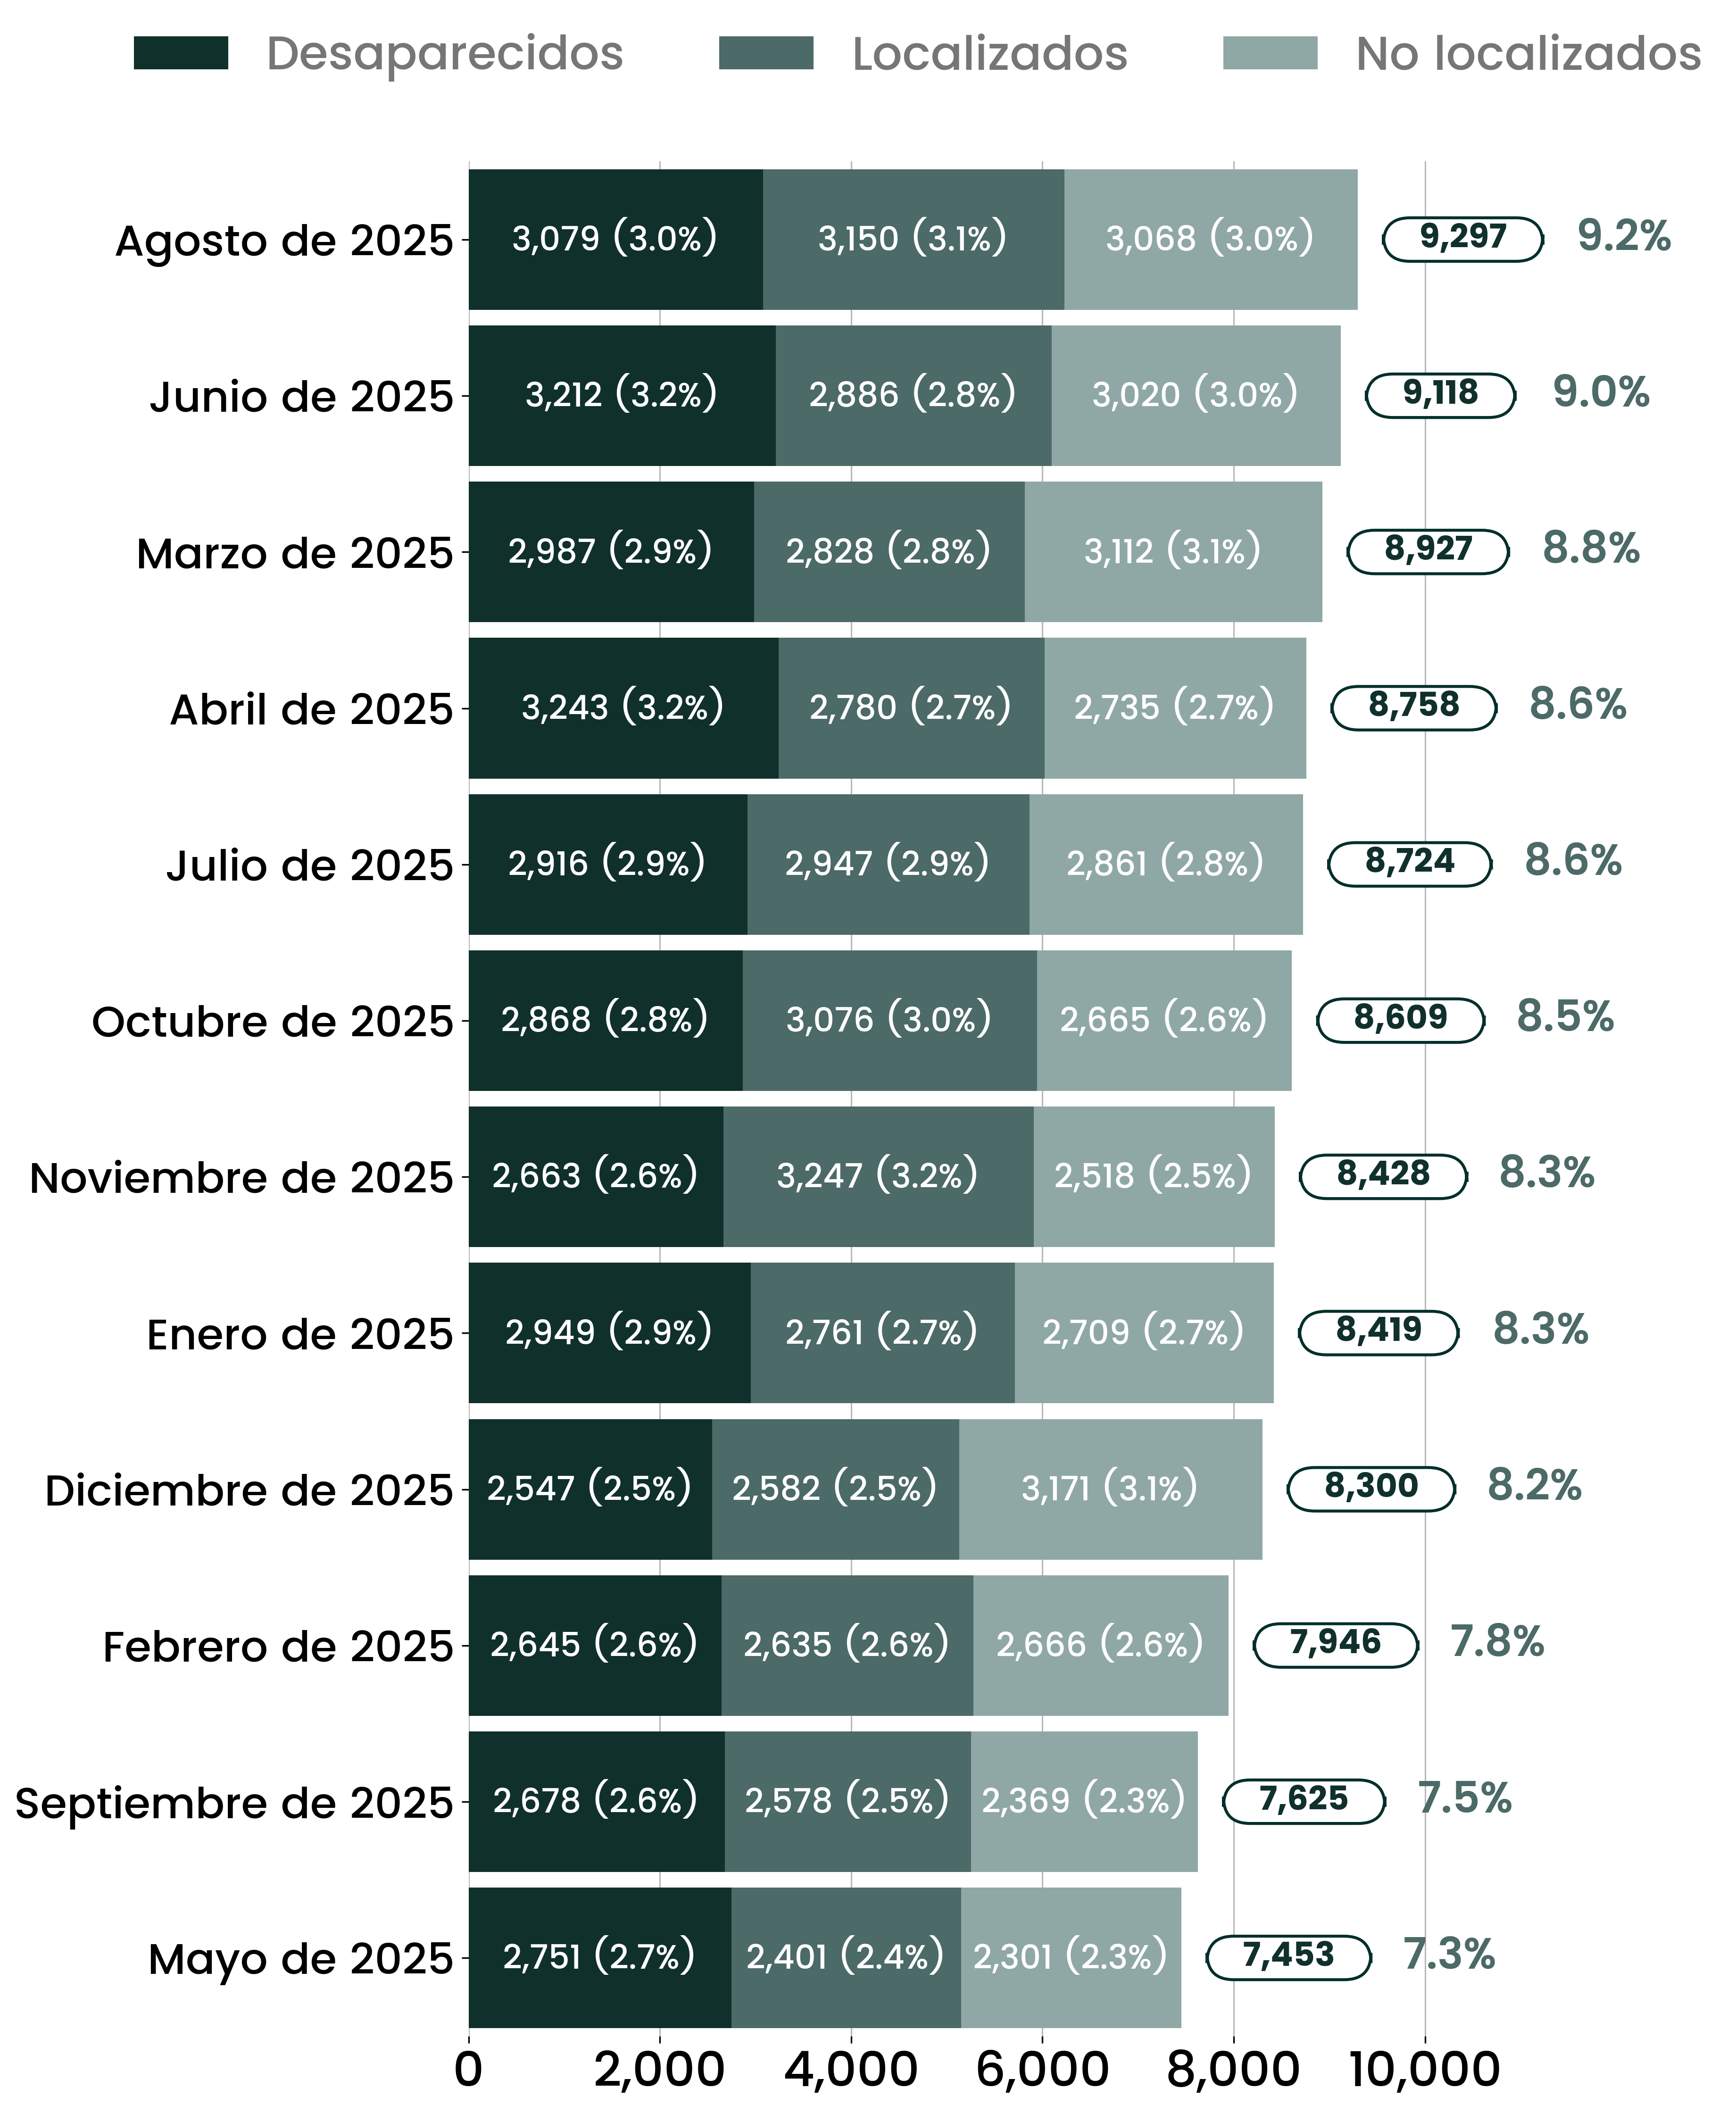 Desaparecidos Localizados No localizados
Agosto de 2025 3,079 (3.0%) 3,150 (3.1%) 3,068 (3.0%) 9,297 9.2%
Junio de 2025 3,212 (3.2%) 2,886 (2.8%) 3,020 (3.0%) 9,118 9.0%
Marzo de 2025 2,987 (2.9%) 2,828 (2.8%) 3,112 (3.1%) 8,927 8.8%
Abril de 2025 3,243 (3.2%) 2,780 (2.7%) 2,735 (2.7%) 8,758 8.6%
Julio de 2025 2,916 (2.9%) 2,947 (2.9%) 2,861 (2.8%) 8,724 8.6%
Octubre de 2025 2,868 (2.8%) 3,076 (3.0%) 2,665 (2.6%) 8,609 8.5%
Noviembre de 2025 2,663 (2.6%) 3,247 (3.2%) 2,518 (2.5%) 8,428 8.3%
Enero de 2025 2,949 (2.9%) 2,761 (2.7%) 2,709 (2.7%) 8,419 8.3%
Diciembre de 2025 2,547 (2.5%) 2,582 (2.5%) 3,171 (3.1%) 8,300 8.2%
Febrero de 2025 2,645 (2.6%) 2,635 (2.6%) 2,666 (2.6%) 7,946 7.8%
Septiembre de 2025 2,678 (2.6%) 2,578 (2.5%) 2,369 (2.3%) 7,625 7.5%
Mayo de 2025 2,751 (2.7%) 2,401 (2.4%) 2,301 (2.3%) 7,453 7.3%
0 2,000 4,000 6,000 8,000 10,000